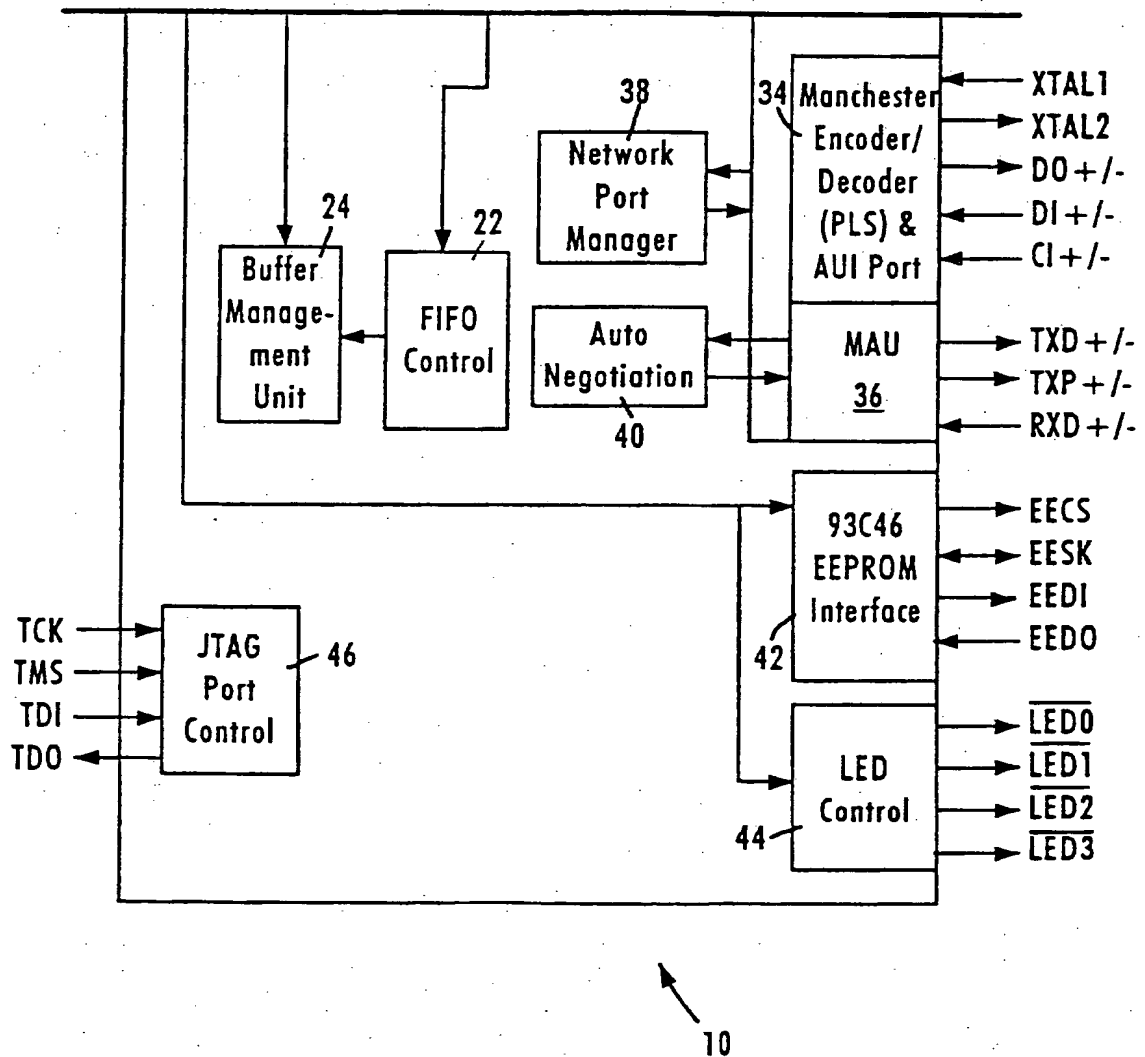 38
Network
Port
Manager
34
Manchester
Encoder/
Decoder
(PLS) &
AUI Port
XTAL1
XTAL2
DO+/-
DI+/-
CI+/-
24
Buffer
Manage-
ment
Unit
22
FIFO
Control
Auto
Negotiation
40
MAU
36
TXD+/-
TXP+/-
RXD+/-
93C46
EEPROM
Interface
42
EECS
EESK
EEDI
EEDO
TCK
TMS
TDI
TDO
JTAG
Port
Control
46
LED
Control
44
LED0
LED1
LED2
LED3
10